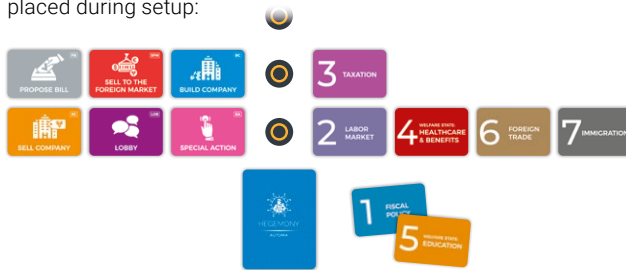 placed during setup:
PROPOSE BILL
SELL TO THE
FOREIGN MARKET
BUILD COMPANY
3 TAXATION
SELL COMPANY
LOBBY
SPECIAL ACTION
2 LABOR
MARKET
4 WELFARE STATE:
HEALTHCARE
& BENEFITS
6 FOREIGN
TRADE
7 IMMIGRATION
HEGEMONY
AUTOMA
1 FISCAL
POLICY
5 WELFARE STATE:
EDUCATION